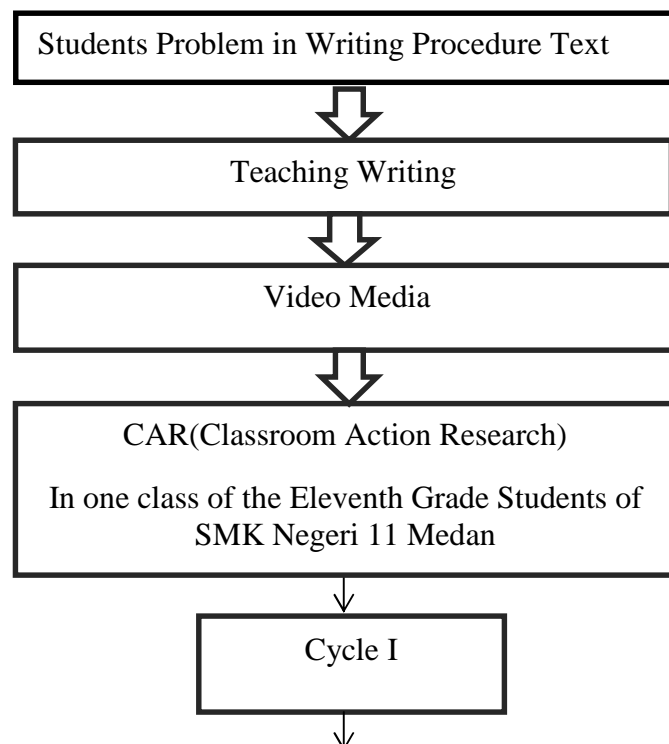 Students Problem in Writing Procedure Text
Teaching Writing
Video Media
CAR(Classroom Action Research)
In one class of the Eleventh Grade Students of
SMK Negeri 11 Medan
Cycle I